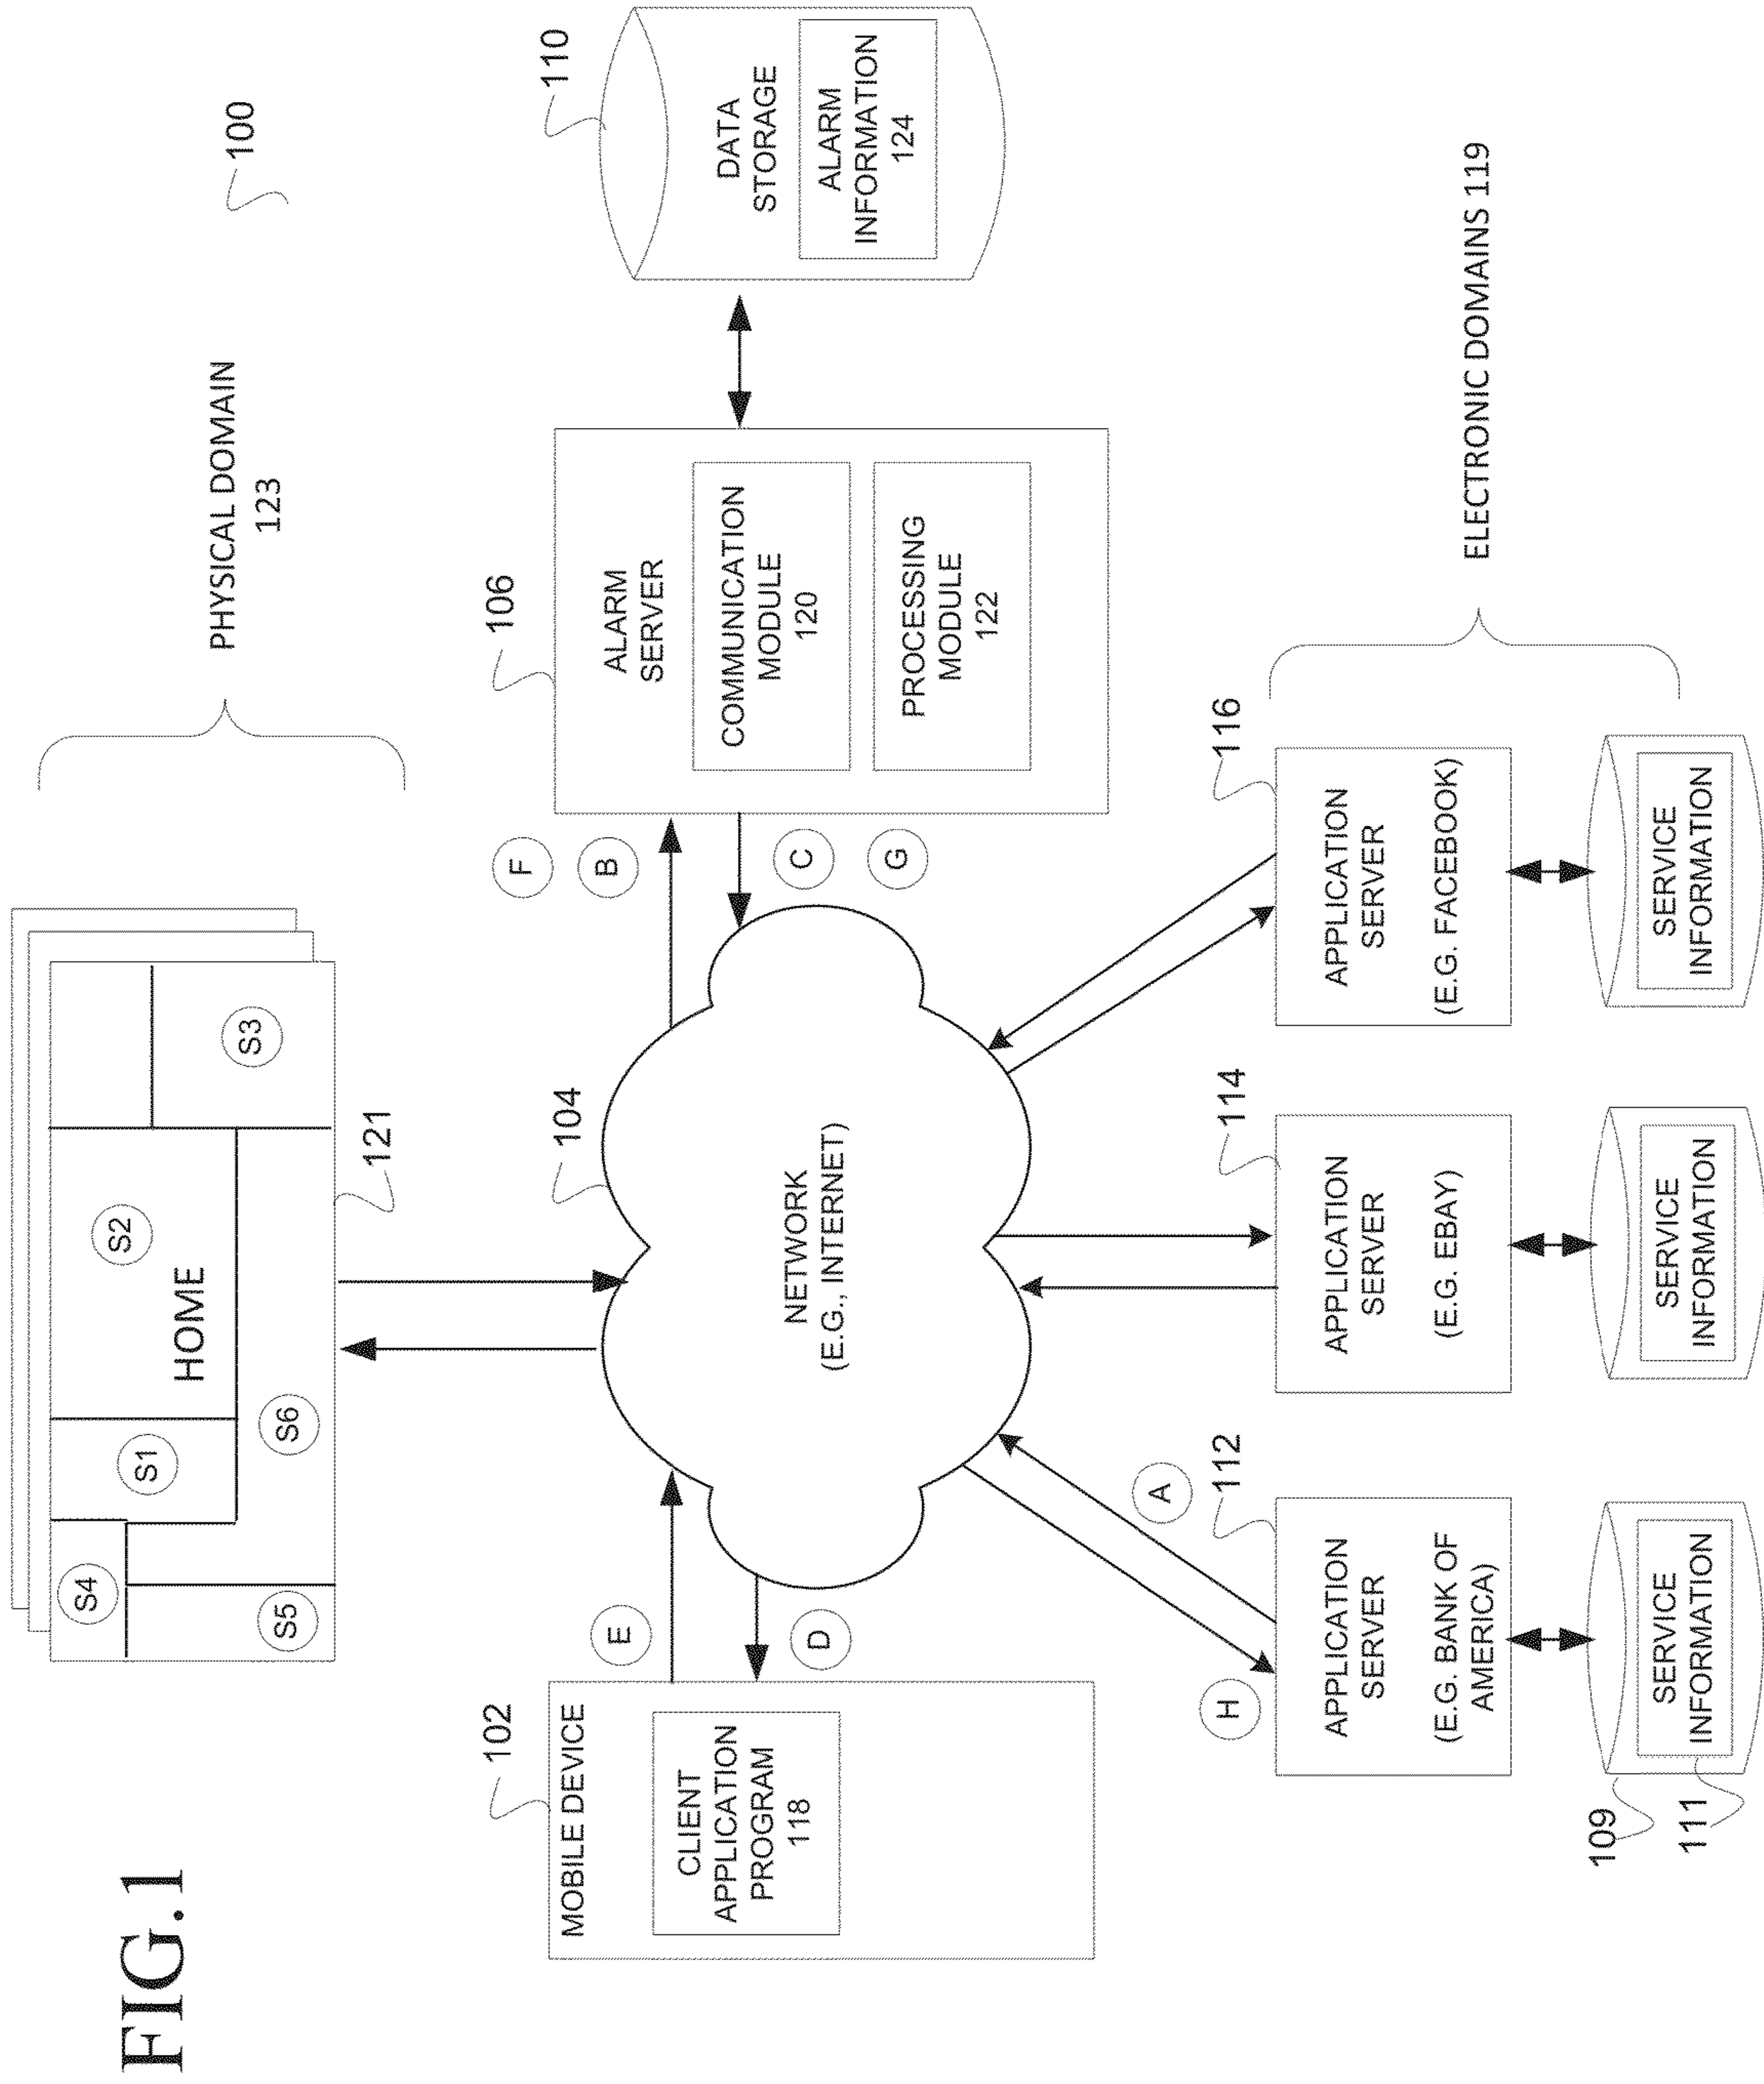 FIG.1
100
PHYSICAL DOMAIN
123
S4
S1
S2
S3
S5
S6
HOME
121
102
MOBILE DEVICE
CLIENT
APPLICATION
PROGRAM
118
E
D
104
NETWORK
(E.G., INTERNET)
F
B
C
G
106
ALARM
SERVER
COMMUNICATION
MODULE
120
PROCESSING
MODULE
122
110
DATA
STORAGE
ALARM
INFORMATION
124
A
H
112
APPLICATION
SERVER
(E.G. BANK OF
AMERICA)
114
APPLICATION
SERVER
(E.G. EBAY)
116
APPLICATION
SERVER
(E.G. FACEBOOK)
ELECTRONIC DOMAINS 119
109
111
SERVICE
INFORMATION
SERVICE
INFORMATION
SERVICE
INFORMATION